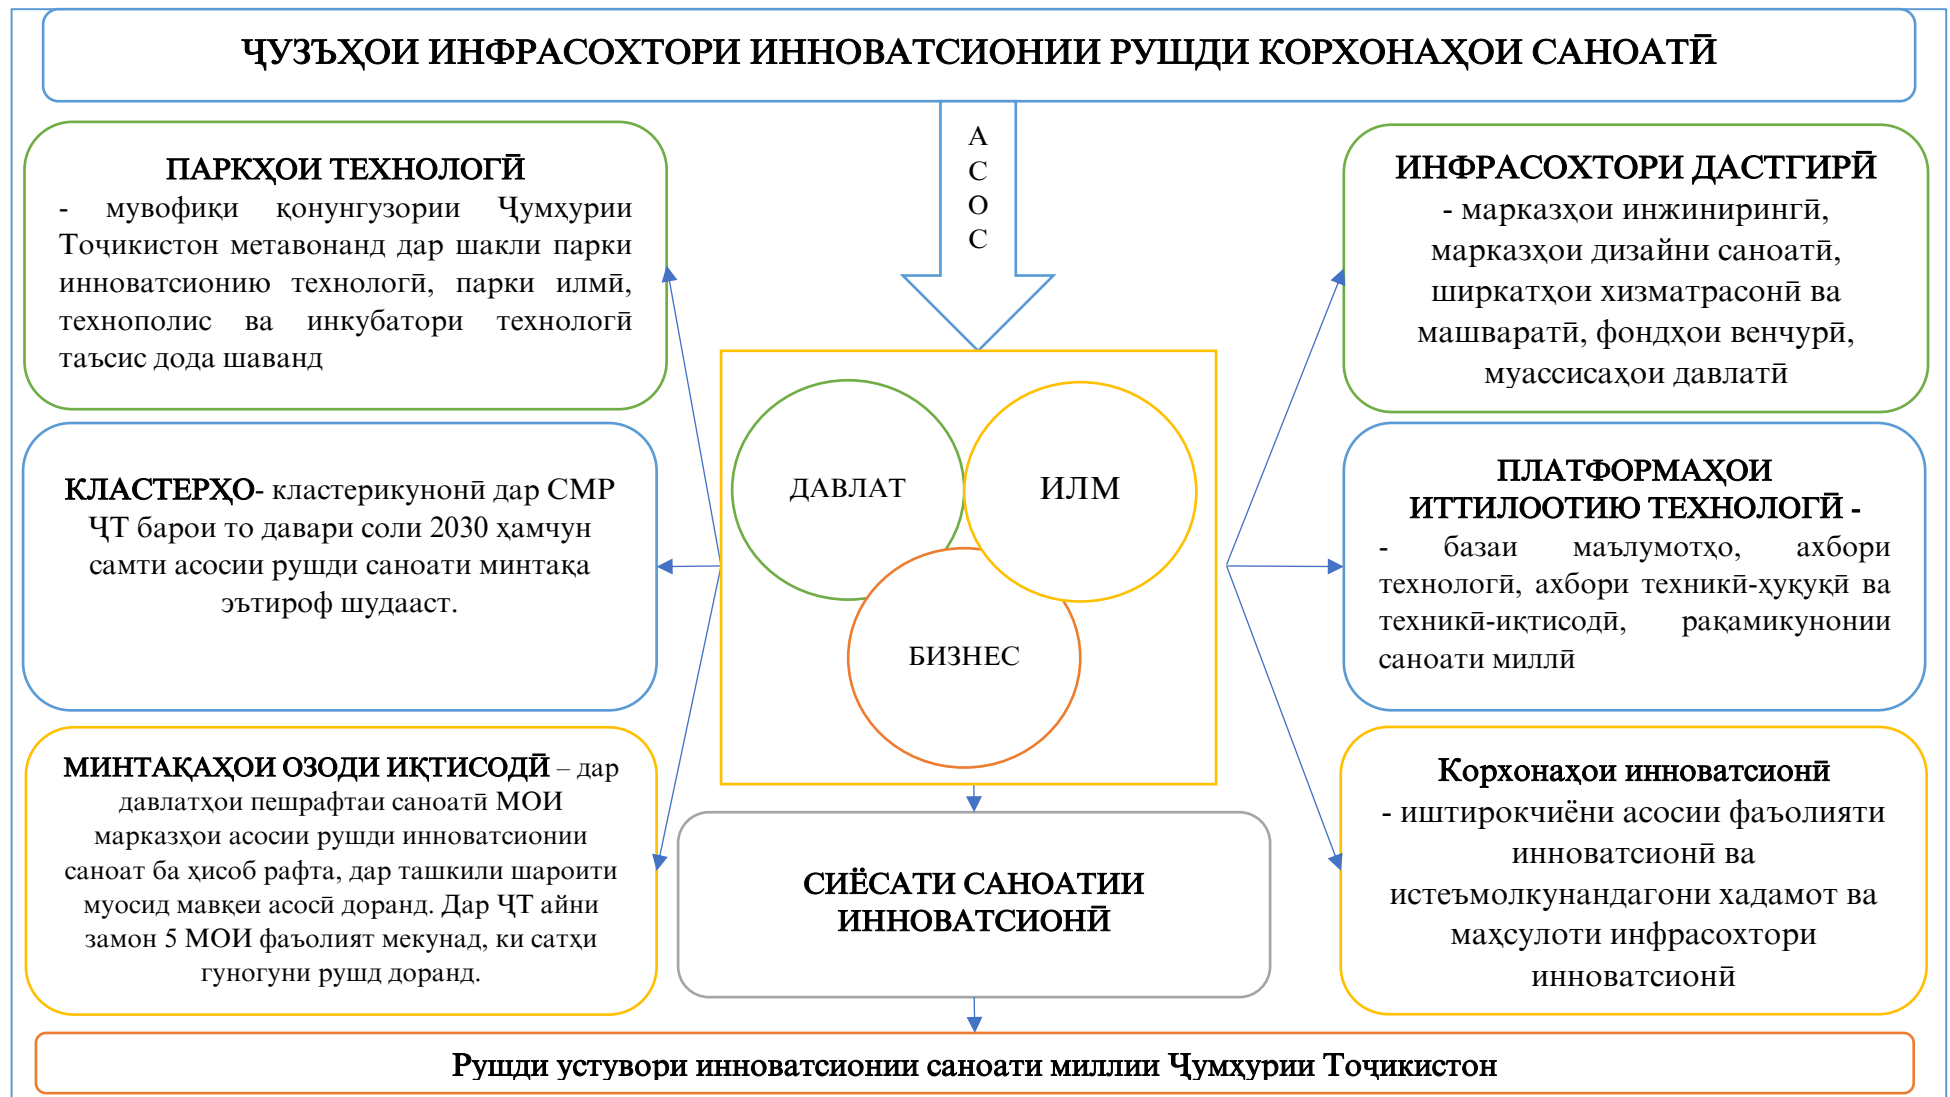 ҶУЗЪҲОИ ИНФРАСОХТОРИ ИННОВАТСИОНИИ РУШДИ КОРХОНАҲОИ САНОАТӢ
А
С
О
С
ПАРКҲОИ ТЕХНОЛОГӢ
- мувофиқи қонунгузории Ҷумҳурии
Тоҷикистон метавонанд дар шакли парки
инноватсионию технологӣ, парки илмӣ,
технополис ва инкубатори технологӣ
таъсис дода шаванд
КЛАСТЕРҲО- кластерикунонӣ дар СМР
ҶТ барои то давари соли 2030 ҳамчун
самти асосии рушди саноати минтақа
эътироф шудааст.
МИНТАҚАҲОИ ОЗОДИ ИҚТИСОДӢ – дар
давлатҳои пешрафтаи саноатӣ МОИ
марказҳои асосии рушди инноватсионии
саноат ба ҳисоб рафта, дар ташкили шароити
муосид мавқеи асосӣ доранд. Дар ҶТ айни
замон 5 МОИ фаъолият мекунад, ки сатҳи
гуногуни рушд доранд.
ДАВЛАТ
ИЛМ
БИЗНЕС
СИЁСАТИ САНОАТИИ
ИННОВАТСИОНӢ
ИНФРАСОХТОРИ ДАСТГИРӢ
- марказҳои инжинирингӣ,
марказҳои дизайни саноатӣ,
ширкатҳои хизматрасонӣ ва
машваратӣ, фондҳои венчурӣ,
муассисаҳои давлатӣ
ПЛАТФОРМАҲОИ
ИТТИЛООТИЮ ТЕХНОЛОГӢ -
- базаи маълумотҳо, ахбори
технологӣ, ахбори техникӣ-ҳуқуқӣ ва
техникӣ-иқтисодӣ, рақамикунонии
саноати миллӣ
Корхонаҳои инноватсионӣ
- иштирокчиёни асосии фаъолияти
инноватсионӣ ва
истеъмолкунандагони хадамот ва
маҳсулоти инфрасохтори
инноватсионӣ
Рушди устувори инноватсионии саноати миллии Ҷумҳурии Тоҷикистон